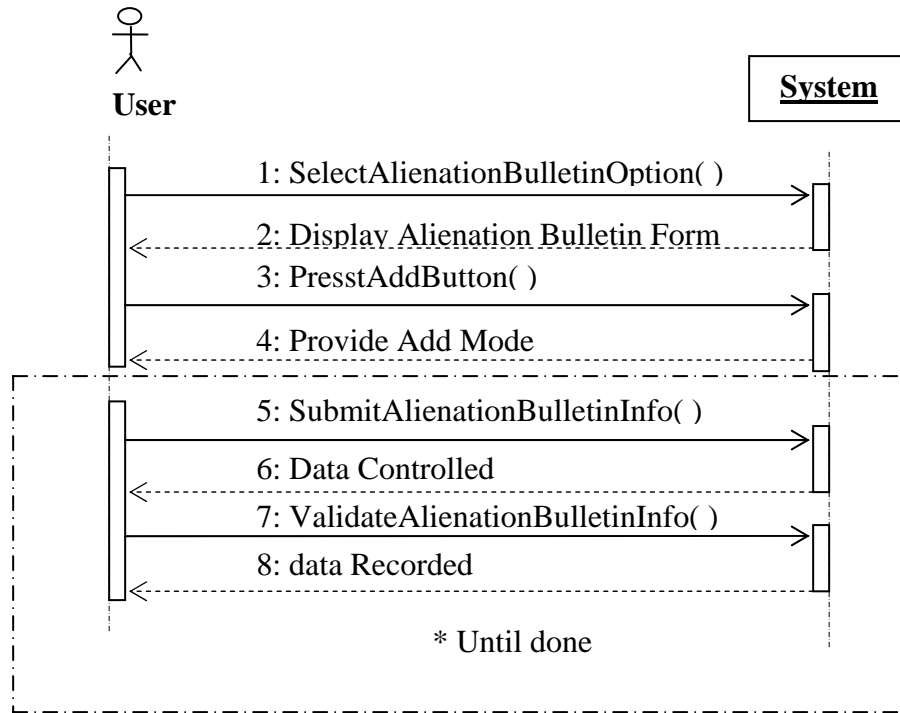 User
System
1: SelectAlienationBulletinOption( )
2: Display Alienation Bulletin Form
3: PresstAddButton( )
4: Provide Add Mode
5: SubmitAlienationBulletinInfo( )
6: Data Controlled
7: ValidateAlienationBulletinInfo( )
8: data Recorded
* Until done